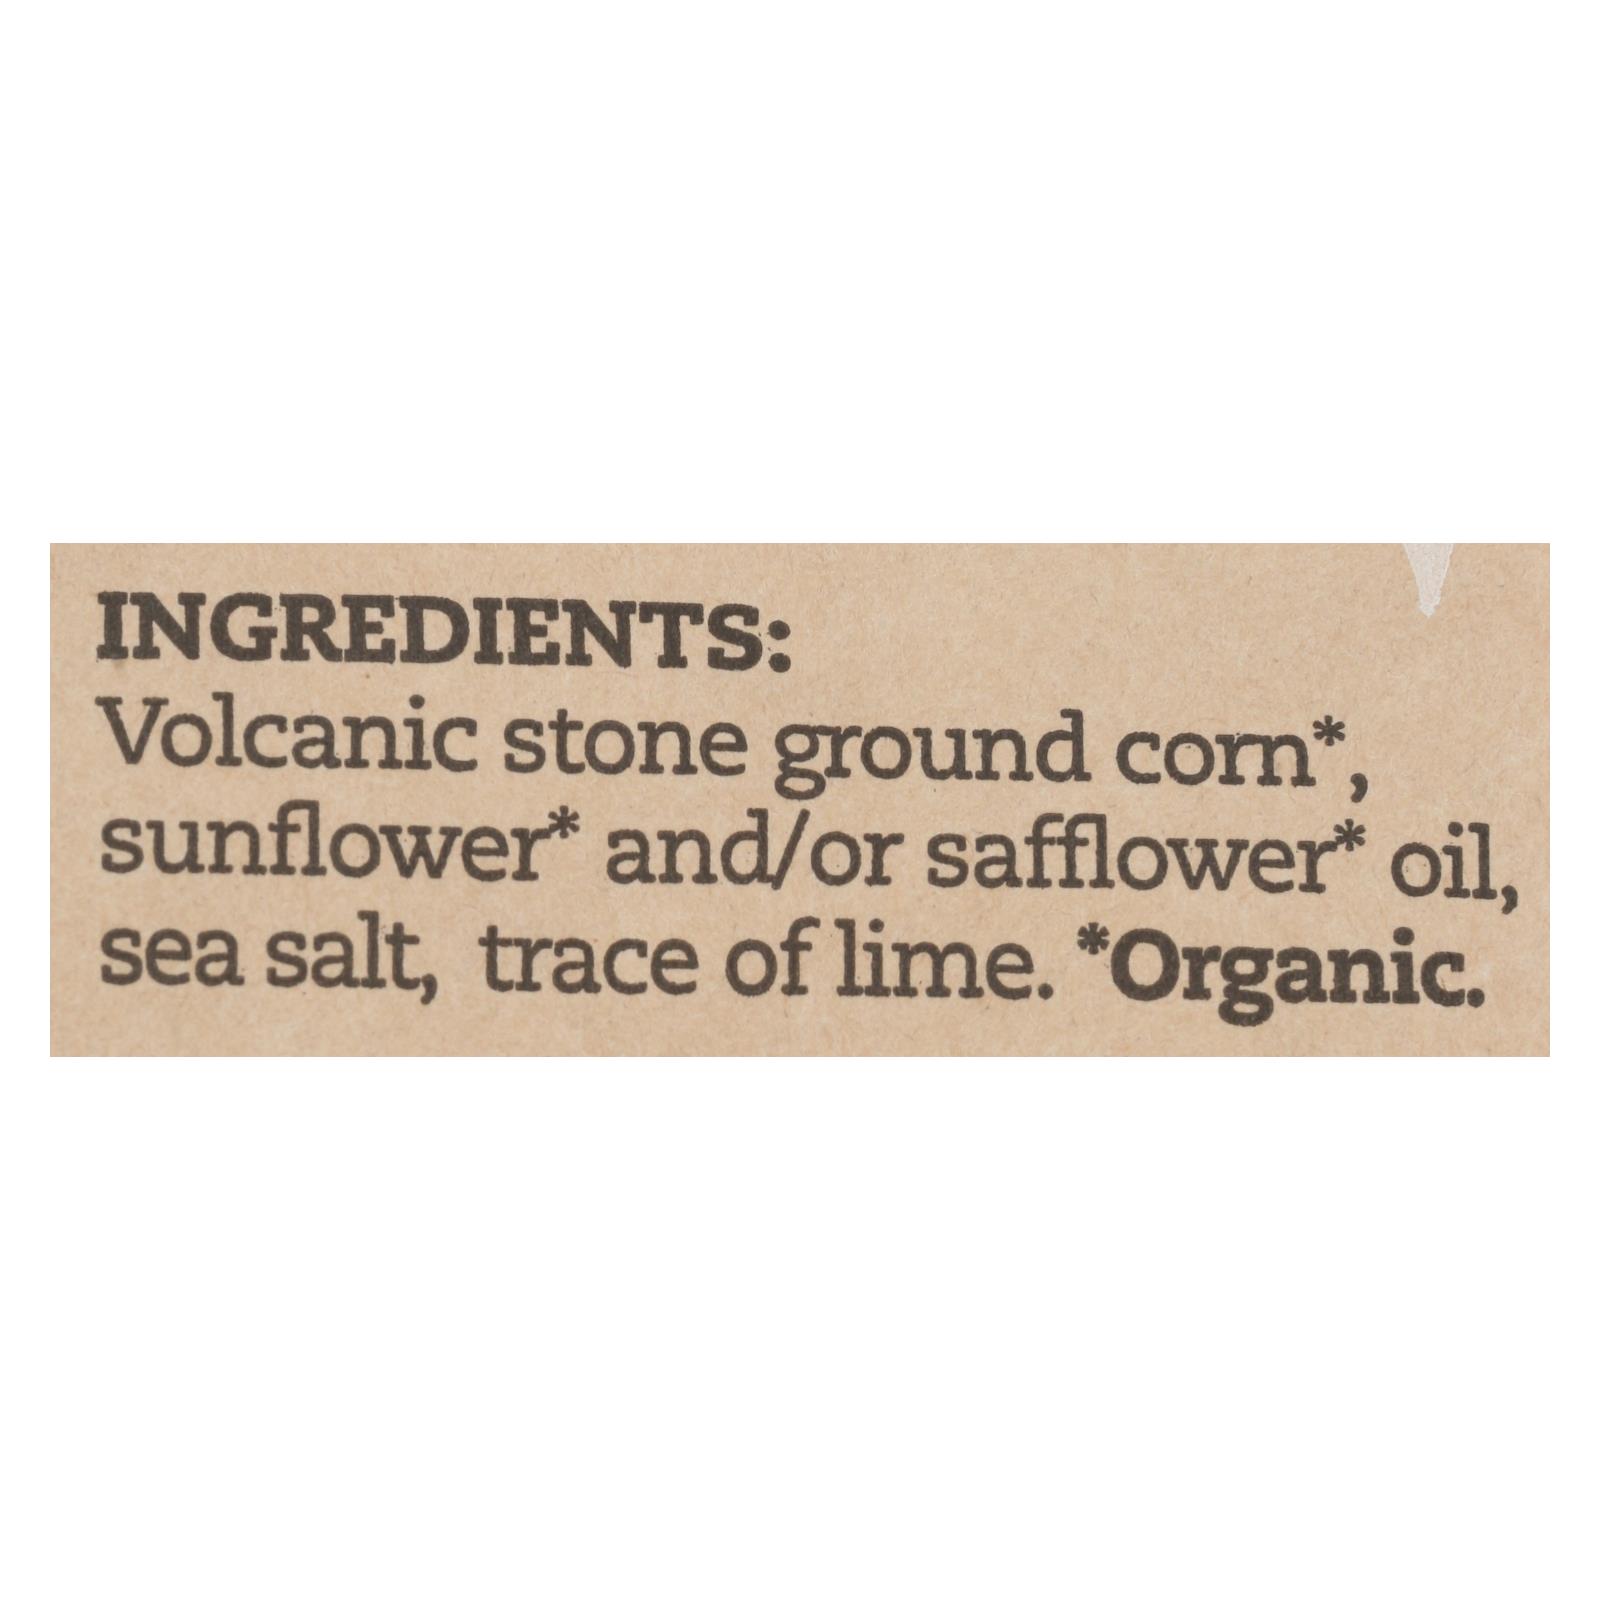 INGREDIENTS:
Volcanic stone ground corn*,
sunflower* and/or safflower* oil,
sea salt, trace of lime. *Organic.